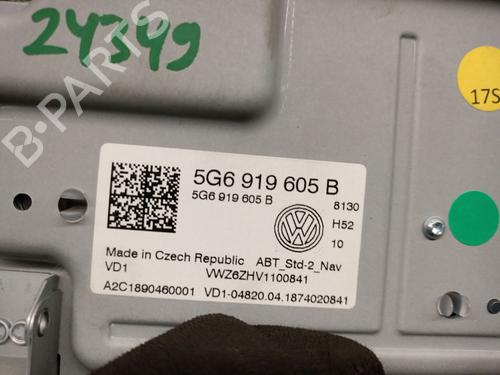 24349
B-PARTS
17S
5G6 919 605 B
5G6 919 605 B
8130
H52
10
Made in Czech Republic ABT_Std-2_Nav
VD1 VWZ6ZHV1100841
A2C1890460001 VD1-04820.04.1874020841